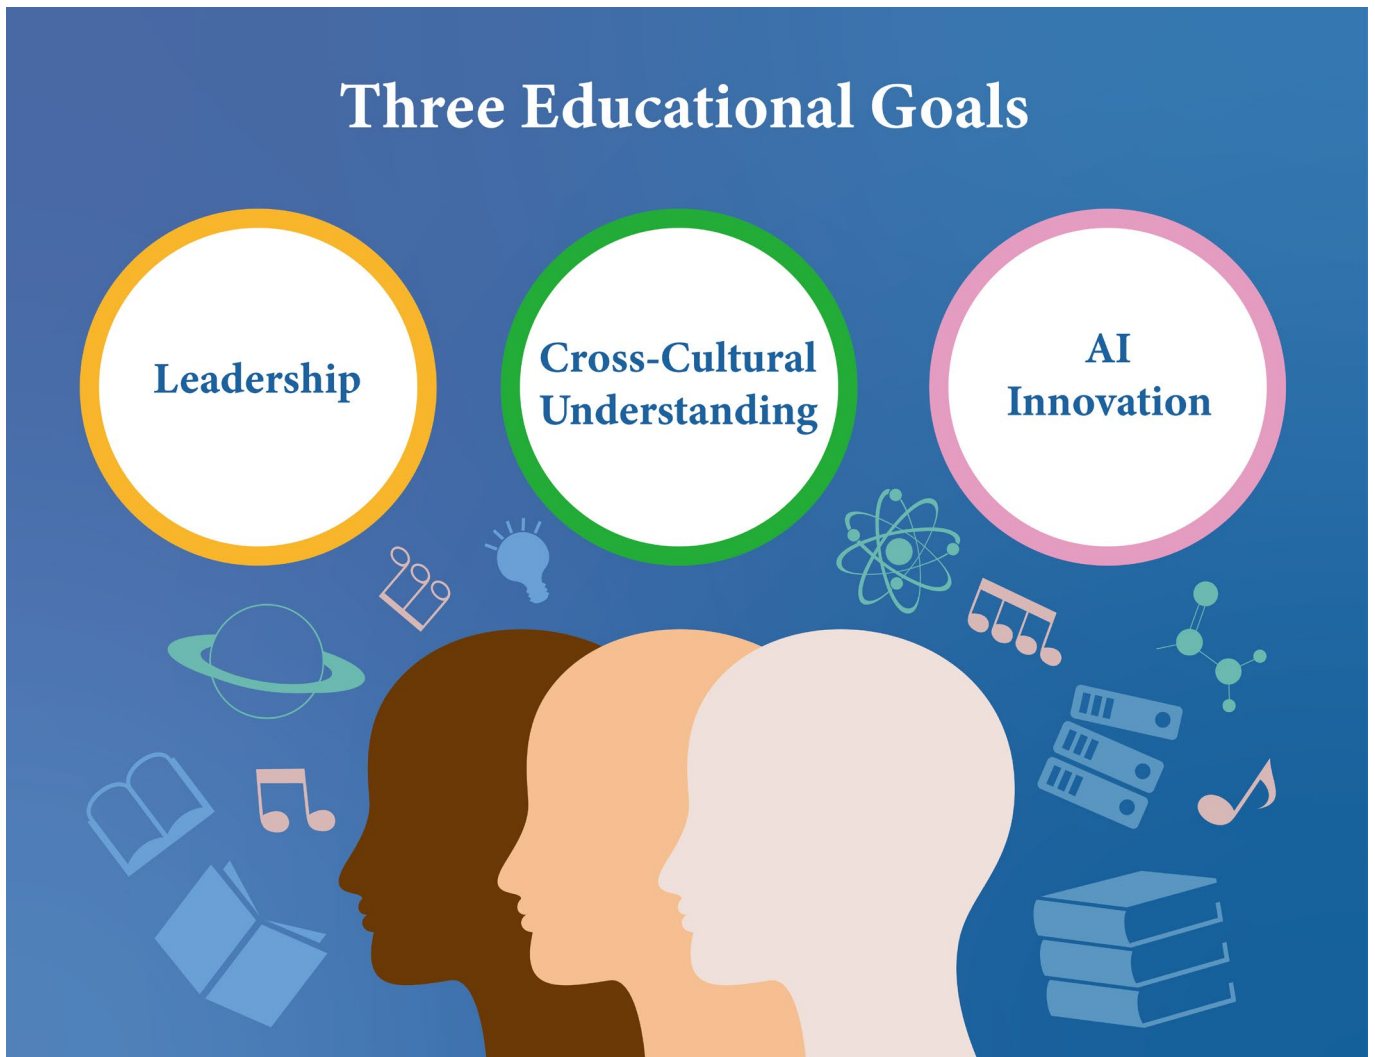 Three Educational Goals
Leadership
Cross-Cultural
Understanding
AI
Innovation